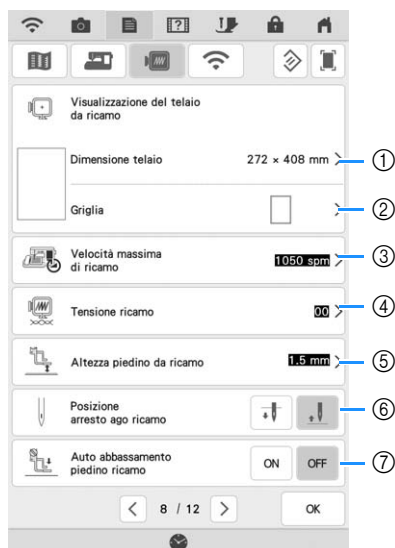 Visualizzazione del telaio
da ricamo
Dimensione telaio 272 × 408 mm ①
Griglia ②
Velocità massima
di ricamo 1050 spm ③
Tensione ricamo 00 ④
Altezza piedino da ricamo 1.5 mm ⑤
Posizione
arresto ago ricamo ⑥
Auto abbassamento
piedino ricamo ON OFF ⑦
8 / 12 OK